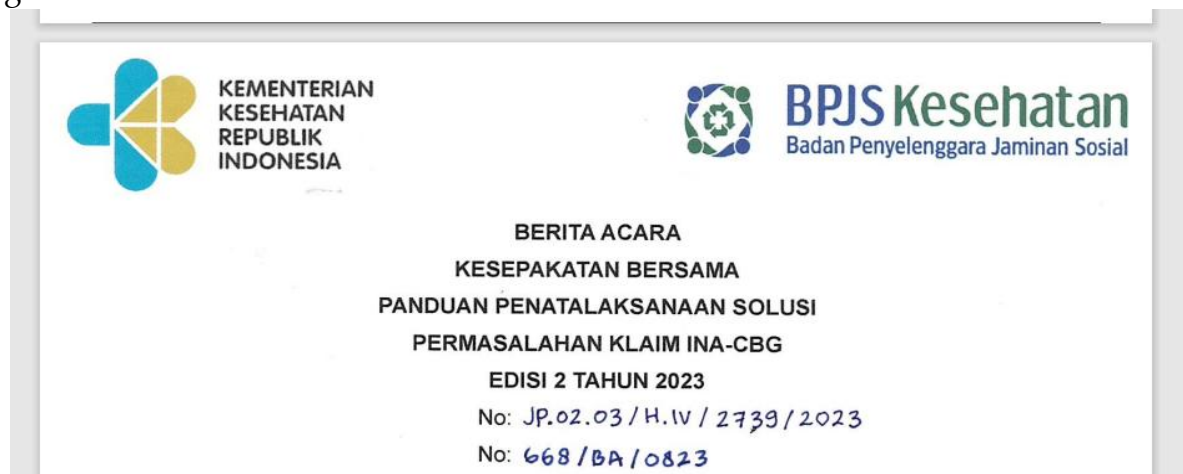 KEMENTERIAN
KESEHATAN
REPUBLIK
INDONESIA
BPJS Kesehatan
Badan Penyelenggara Jaminan Sosial
BERITA ACARA
KESEPAKATAN BERSAMA
PANDUAN PENATALAKSANAAN SOLUSI
PERMASALAHAN KLAIM INA-CBG
EDISI 2 TAHUN 2023
No: JP.02.03/H.IV/2739/2023
No: 668/BA/0823